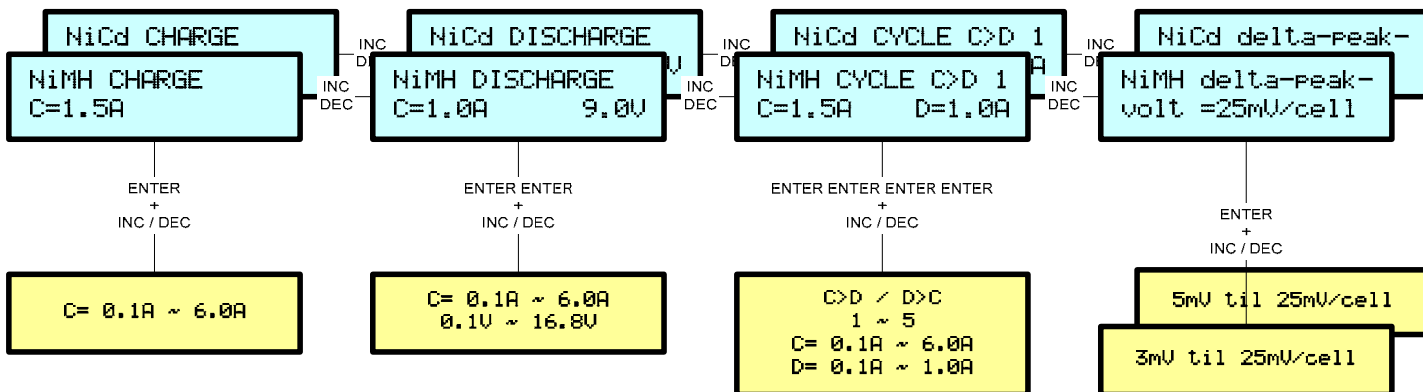 NiCd CHARGE
NiMH CHARGE
C=1.5A
INC
DEC
NiCd DISCHARGE
V
NiMH DISCHARGE
C=1.0A 9.0V
INC
INC
DEC
NiCd CYCLE C>D 1
A
NiMH CYCLE C>D 1
C=1.5A D=1.0A
INC
INC
DEC
NiCd delta-peak-
NiMH delta-peak-
volt =25mV/cell
INC
ENTER
+
INC / DEC
ENTER ENTER
+
INC / DEC
ENTER ENTER ENTER ENTER
+
INC / DEC
ENTER
+
INC / DEC
C= 0.1A ~ 6.0A
C= 0.1A ~ 6.0A
0.1V ~ 16.8V
C>D / D>C
1 ~ 5
C= 0.1A ~ 6.0A
D= 0.1A ~ 1.0A
5mV til 25mV/cell
3mV til 25mV/cell